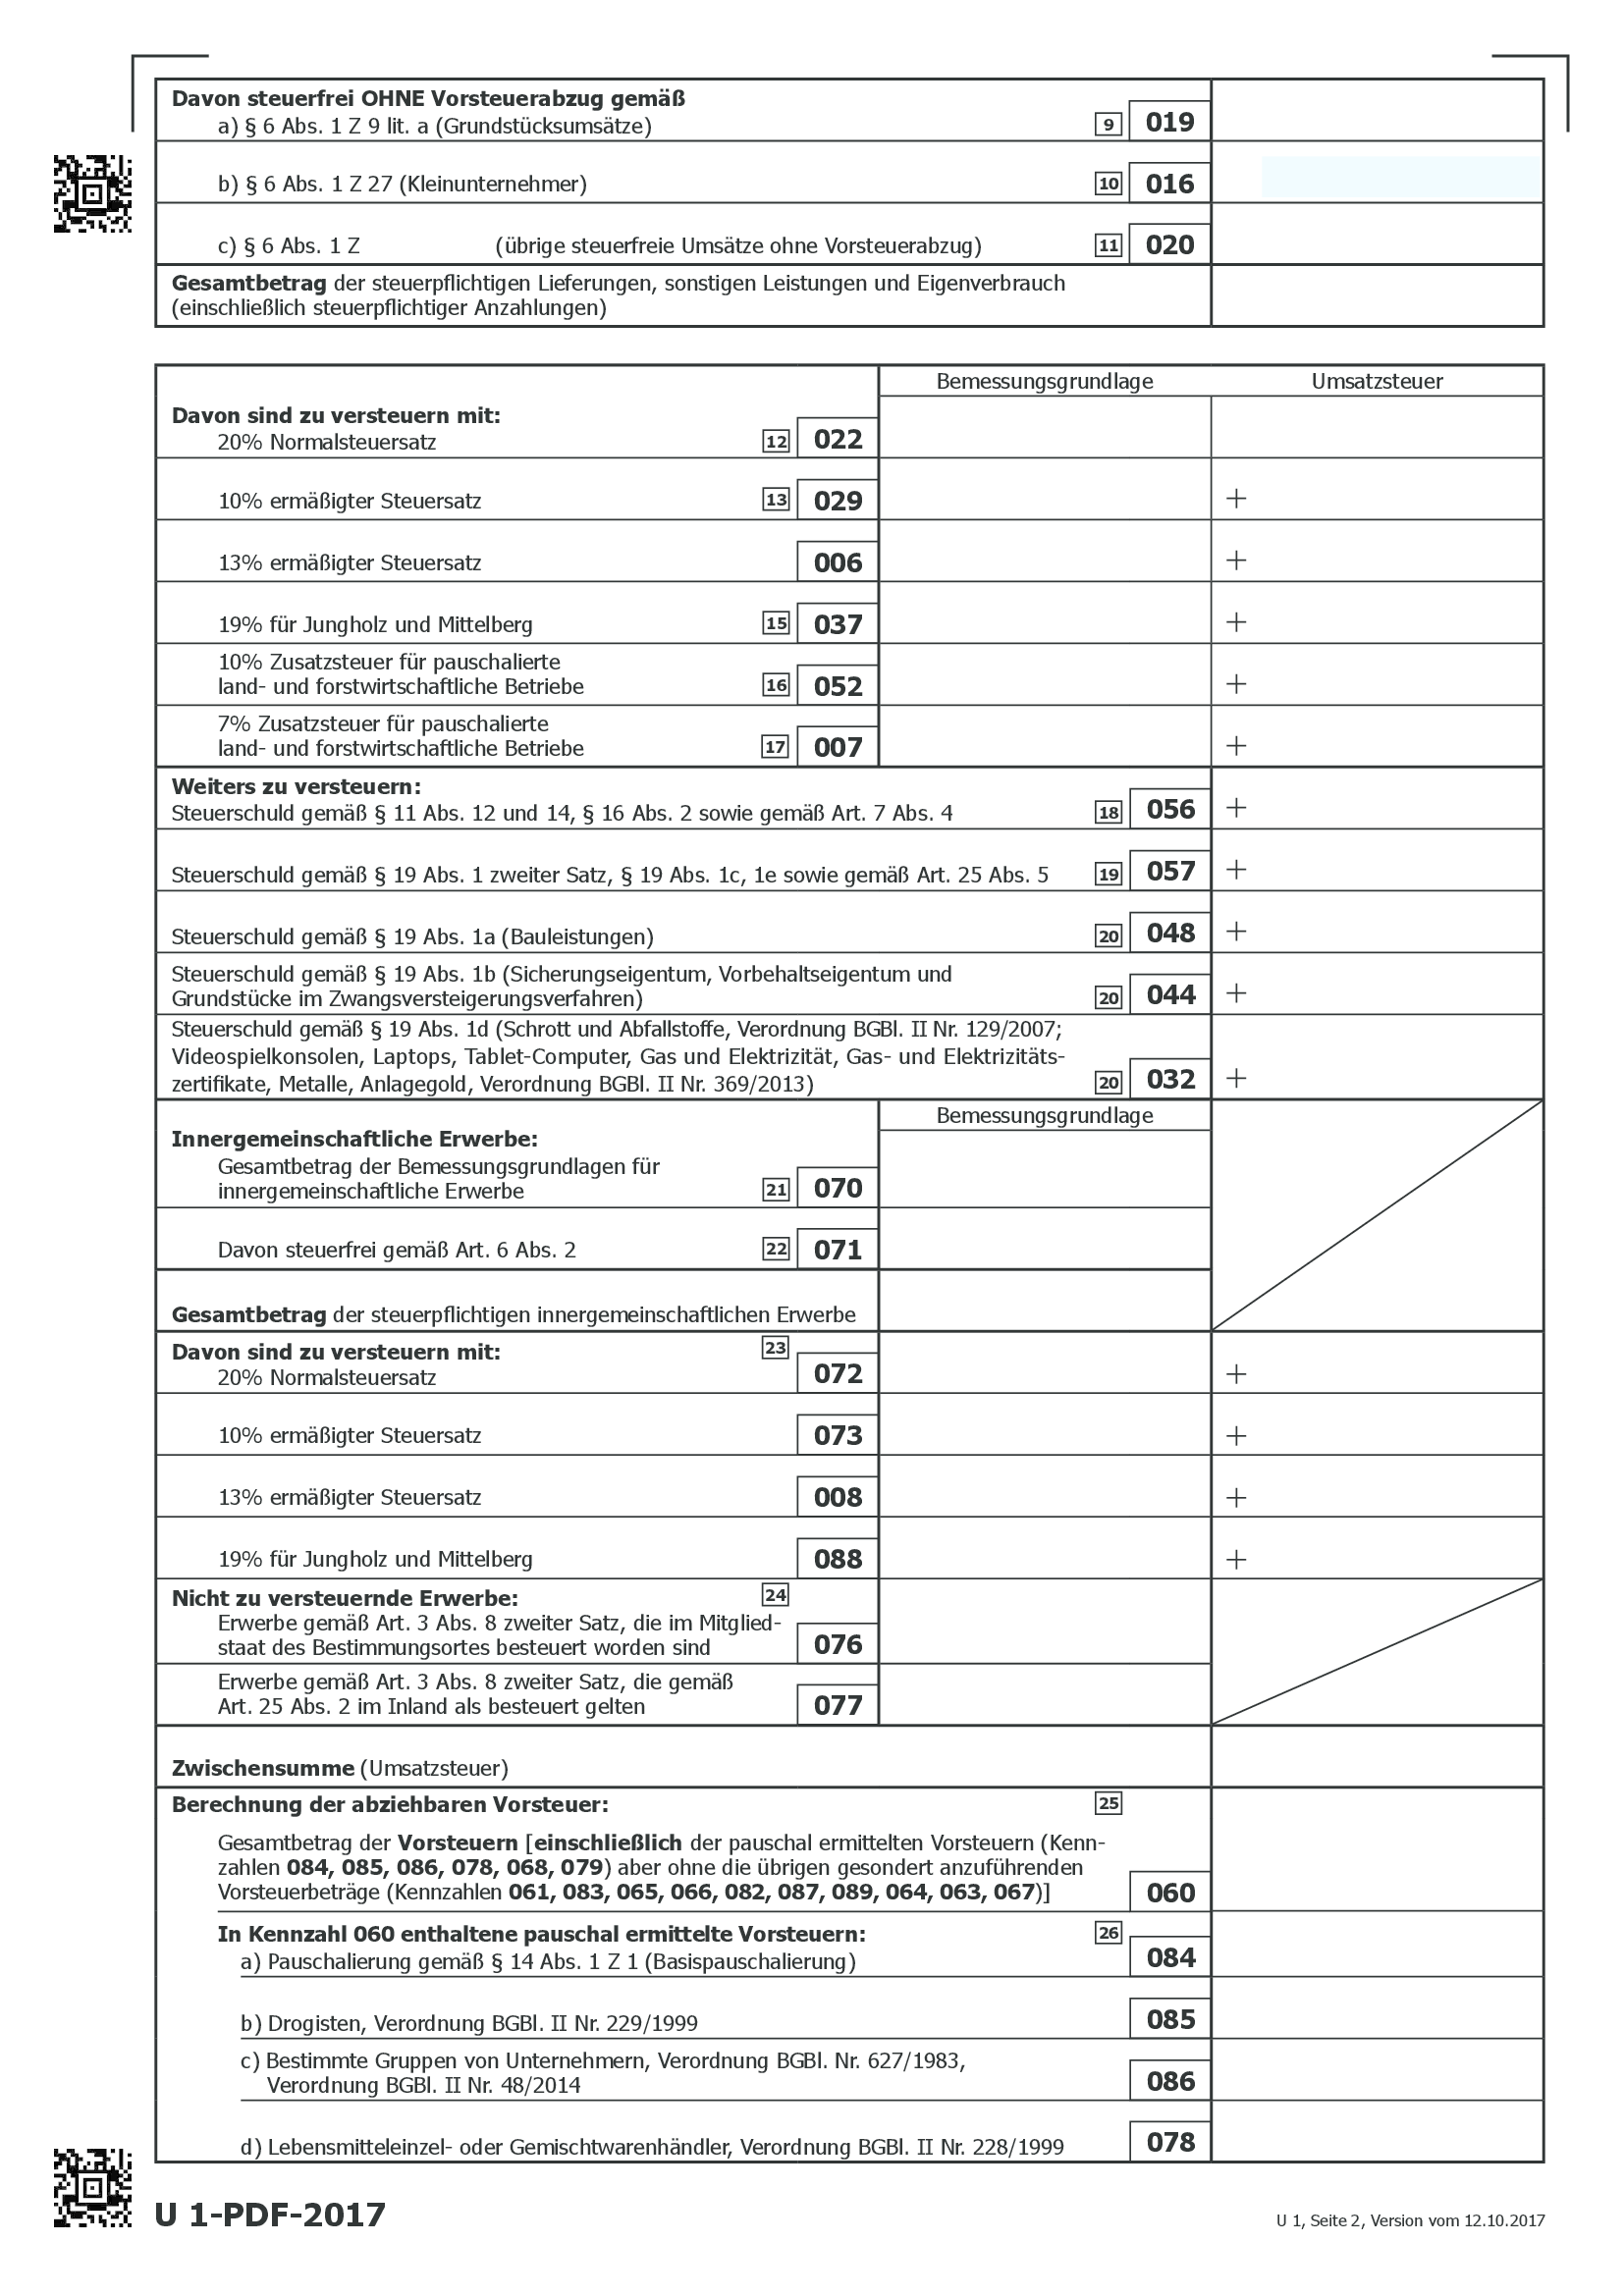 Davon steuerfrei OHNE Vorsteuerabzug gemäß
a) § 6 Abs. 1 Z 9 lit. a (Grundstücksumsätze) 9 019
b) § 6 Abs. 1 Z 27 (Kleinunternehmer) 10 016
c) § 6 Abs. 1 Z (übrige steuerfreie Umsätze ohne Vorsteuerabzug) 11 020
Gesamtbetrag der steuerpflichtigen Lieferungen, sonstigen Leistungen und Eigenverbrauch
(einschließlich steuerpflichtiger Anzahlungen)
Bemessungsgrundlage Umsatzsteuer
Davon sind zu versteuern mit:
20% Normalsteuersatz 12 022
10% ermäßigter Steuersatz 13 029 +
13% ermäßigter Steuersatz 006 +
19% für Jungholz und Mittelberg 15 037 +
10% Zusatzsteuer für pauschalierte
land- und forstwirtschaftliche Betriebe 16 052 +
7% Zusatzsteuer für pauschalierte
land- und forstwirtschaftliche Betriebe 17 007 +
Weiters zu versteuern:
Steuerschuld gemäß § 11 Abs. 12 und 14, § 16 Abs. 2 sowie gemäß Art. 7 Abs. 4 18 056 +
Steuerschuld gemäß § 19 Abs. 1 zweiter Satz, § 19 Abs. 1c, 1e sowie gemäß Art. 25 Abs. 5 19 057 +
Steuerschuld gemäß § 19 Abs. 1a (Bauleistungen) 20 048 +
Steuerschuld gemäß § 19 Abs. 1b (Sicherungseigentum, Vorbehaltseigentum und
Grundstücke im Zwangsversteigerungsverfahren) 20 044 +
Steuerschuld gemäß § 19 Abs. 1d (Schrott und Abfallstoffe, Verordnung BGBl. II Nr. 129/2007;
Videospielkonsolen, Laptops, Tablet-Computer, Gas und Elektrizität, Gas- und Elektrizitäts-
zertifikate, Metalle, Anlagegold, Verordnung BGBl. II Nr. 369/2013) 20 032 +
Bemessungsgrundlage
Innergemeinschaftliche Erwerbe:
Gesamtbetrag der Bemessungsgrundlagen für
innergemeinschaftliche Erwerbe 21 070
Davon steuerfrei gemäß Art. 6 Abs. 2 22 071
Gesamtbetrag der steuerpflichtigen innergemeinschaftlichen Erwerbe
Davon sind zu versteuern mit: 23
20% Normalsteuersatz 072 +
10% ermäßigter Steuersatz 073 +
13% ermäßigter Steuersatz 008 +
19% für Jungholz und Mittelberg 088 +
Nicht zu versteuernde Erwerbe: 24
Erwerbe gemäß Art. 3 Abs. 8 zweiter Satz, die im Mitglied-
staat des Bestimmungsortes besteuert worden sind 076
Erwerbe gemäß Art. 3 Abs. 8 zweiter Satz, die gemäß
Art. 25 Abs. 2 im Inland als besteuert gelten 077
Zwischensumme (Umsatzsteuer)
Berechnung der abziehbaren Vorsteuer: 25
Gesamtbetrag der Vorsteuern [einschließlich der pauschal ermittelten Vorsteuern (Kenn-
zahlen 084, 085, 086, 078, 068, 079) aber ohne die übrigen gesondert anzuführenden
Vorsteuerbeträge (Kennzahlen 061, 083, 065, 066, 082, 087, 089, 064, 063, 067)] 060
In Kennzahl 060 enthaltene pauschal ermittelte Vorsteuern: 26
a) Pauschalierung gemäß § 14 Abs. 1 Z 1 (Basispauschalierung) 084
b) Drogisten, Verordnung BGBl. II Nr. 229/1999 085
c) Bestimmte Gruppen von Unternehmern, Verordnung BGBl. Nr. 627/1983,
Verordnung BGBl. II Nr. 48/2014 086
d) Lebensmitteleinzel- oder Gemischtwarenhändler, Verordnung BGBl. II Nr. 228/1999 078
U 1-PDF-2017
U 1, Seite 2, Version vom 12.10.2017